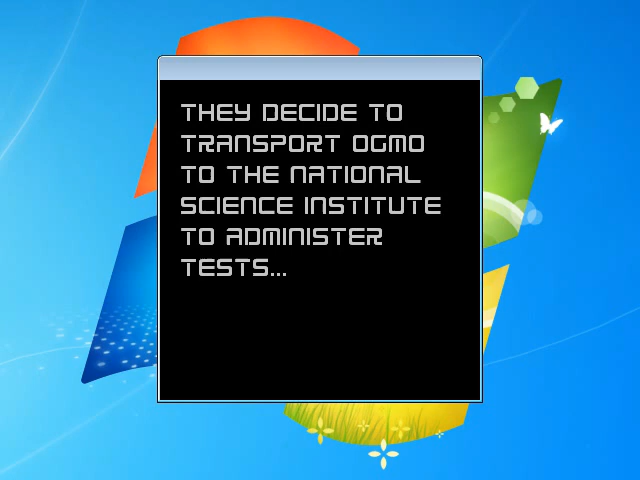 THEY DECIDE TO
TRANSPORT OGMO
TO THE NATIONAL
SCIENCE INSTITUTE
TO ADMINISTER
TESTS...